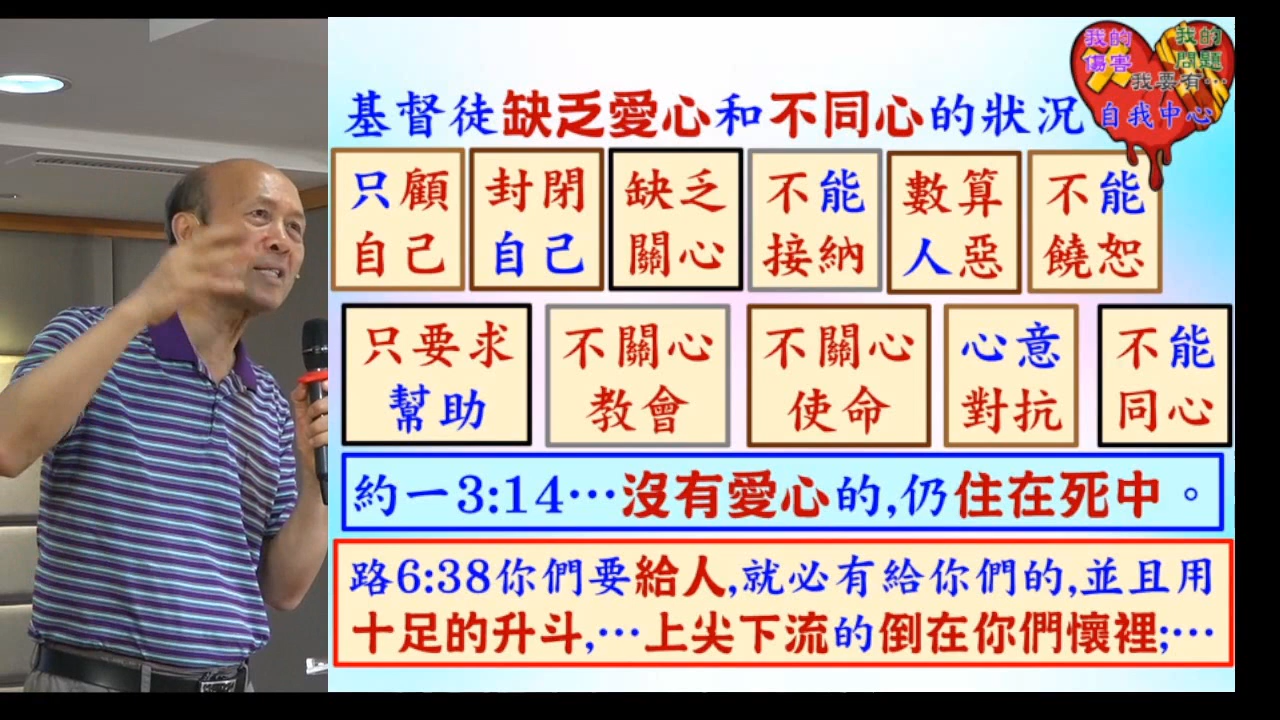 我的 我的
傷害 問題
我要有…
自我中心
基督徒缺乏愛心和不同心的狀況
只顧 封閉 缺乏 不能 數算 不能
自己 自己 關心 接納 人惡 饒恕
只要求 不關心 不關心 心意 不能
幫助 教會 使命 對抗 同心
約一3:14…沒有愛心的,仍住在死中。
路6:38你們要給人,就必有給你們的,並且用
十足的升斗,…上尖下流的倒在你們懷裡;…